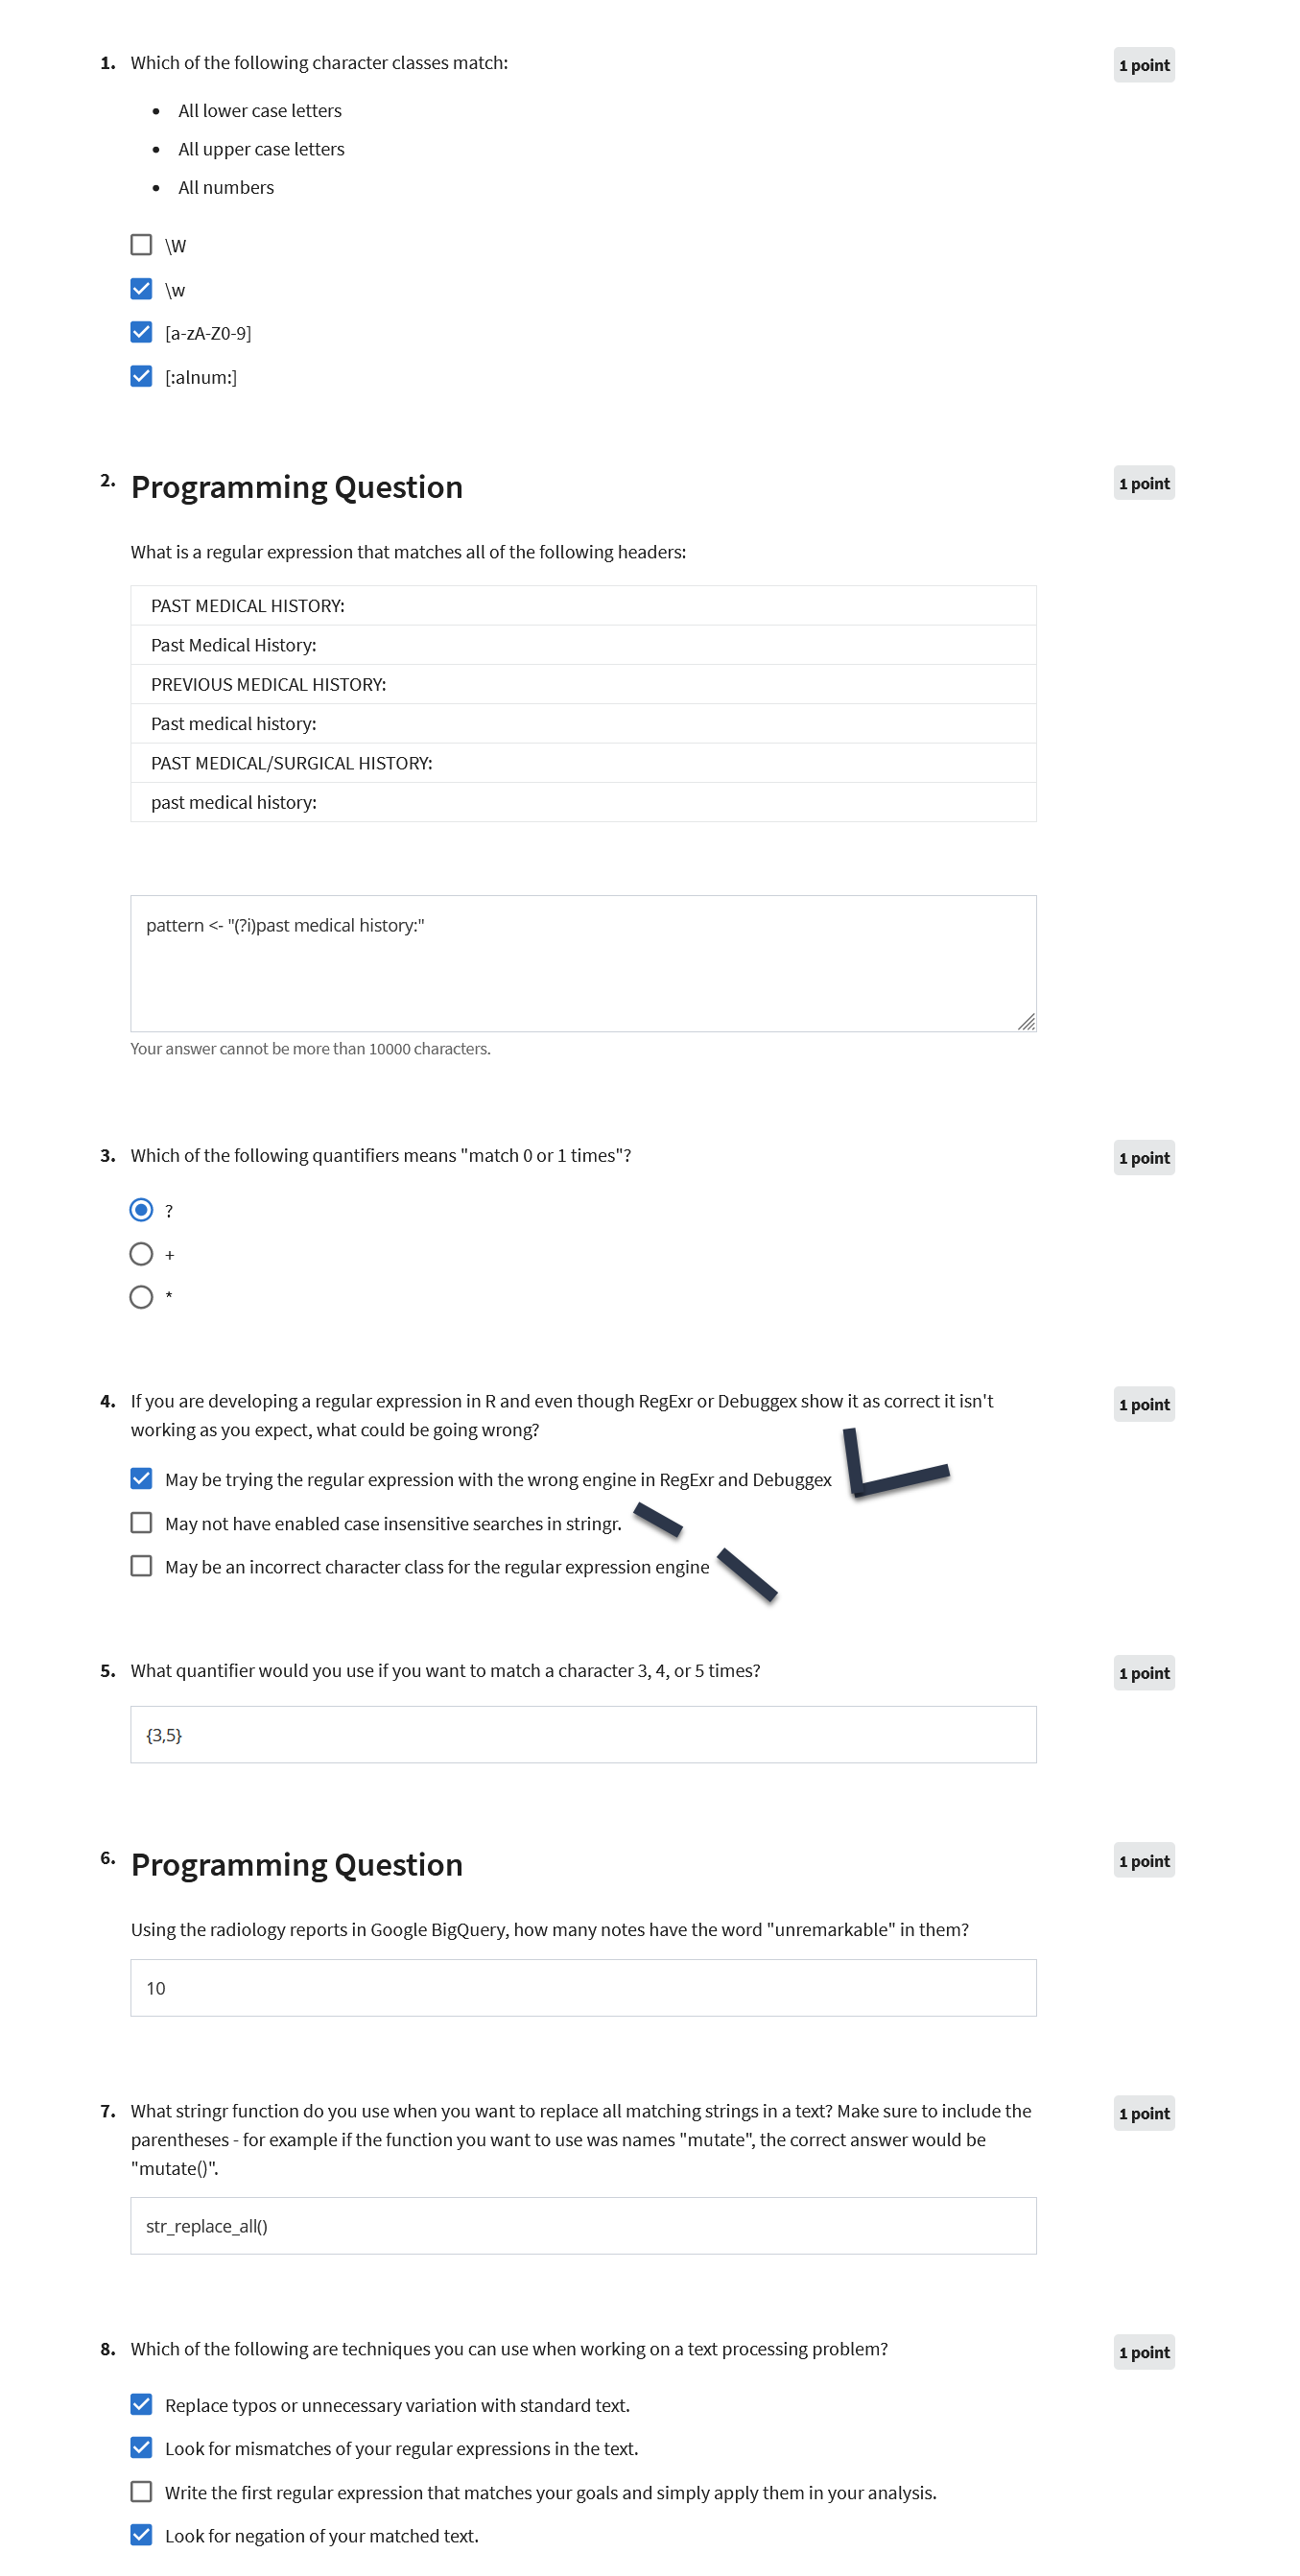 1. Which of the following character classes match:
1 point
• All lower case letters
• All upper case letters
• All numbers
\W
\w
[a-zA-Z0-9]
[:alnum:]
2. Programming Question
1 point
What is a regular expression that matches all of the following headers:
PAST MEDICAL HISTORY:
Past Medical History:
PREVIOUS MEDICAL HISTORY:
Past medical history:
PAST MEDICAL/SURGICAL HISTORY:
past medical history:
pattern <- "(?i)past medical history:"
Your answer cannot be more than 10000 characters.
3. Which of the following quantifiers means "match 0 or 1 times"?
1 point
?
+
*
4. If you are developing a regular expression in R and even though RegExr or Debuggex show it as correct it isn't
1 point
working as you expect, what could be going wrong?
May be trying the regular expression with the wrong engine in RegExr and Debuggex
May not have enabled case insensitive searches in stringr.
May be an incorrect character class for the regular expression engine
5. What quantifier would you use if you want to match a character 3, 4, or 5 times?
1 point
{3,5}
6. Programming Question
1 point
Using the radiology reports in Google BigQuery, how many notes have the word "unremarkable" in them?
10
7. What stringr function do you use when you want to replace all matching strings in a text? Make sure to include the
1 point
parentheses - for example if the function you want to use was names "mutate", the correct answer would be
"mutate()".
str_replace_all()
8. Which of the following are techniques you can use when working on a text processing problem?
1 point
Replace typos or unnecessary variation with standard text.
Look for mismatches of your regular expressions in the text.
Write the first regular expression that matches your goals and simply apply them in your analysis.
Look for negation of your matched text.